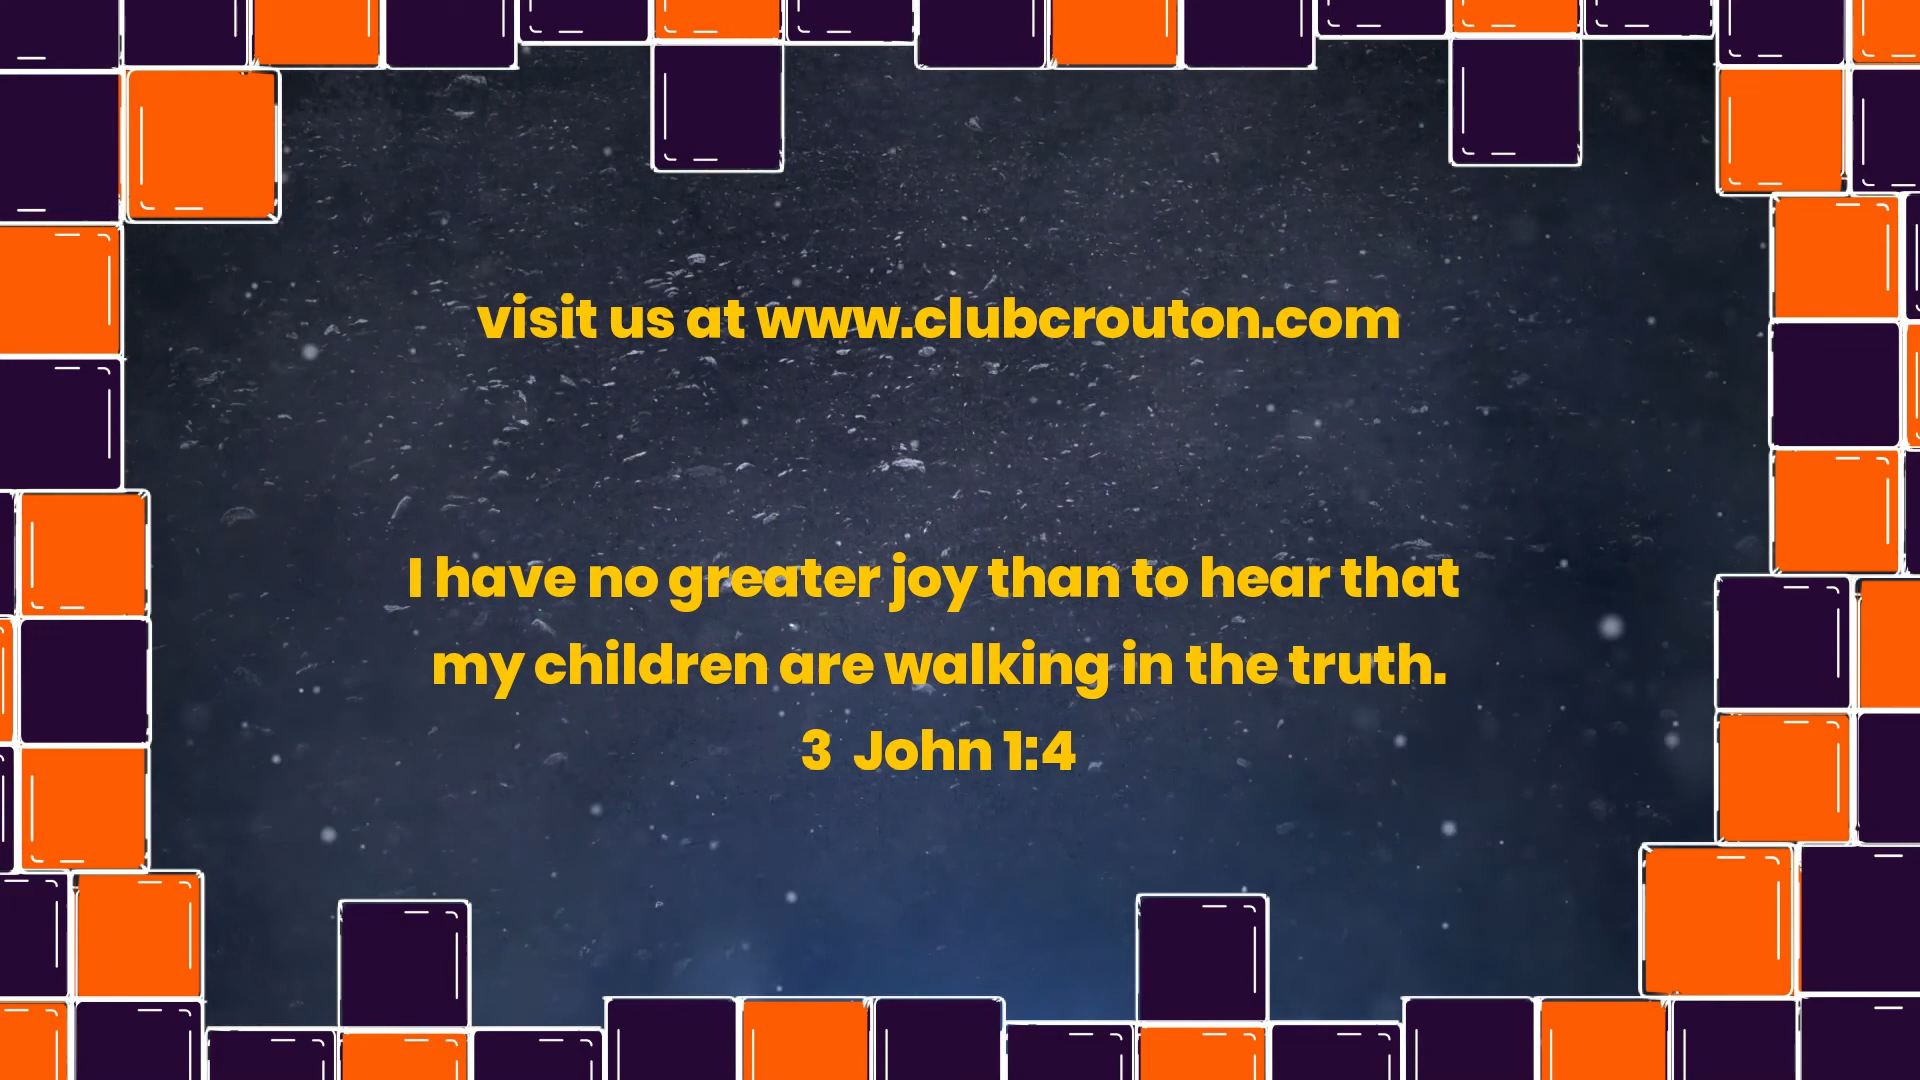 visit us at www.clubcrouton.com
I have no greater joy than to hear that
my children are walking in the truth.
3 John 1:4